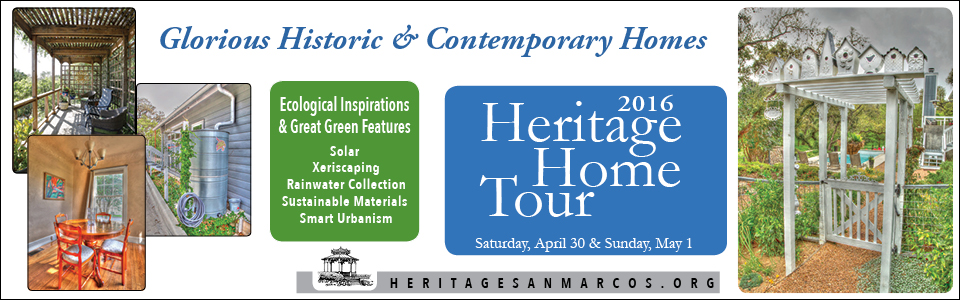 Glorious Historic & Contemporary Homes
Ecological Inspirations
& Great Green Features
Solar
Xeriscaping
Rainwater Collection
Sustainable Materials
Smart Urbanism
2016
Heritage
Home
Tour
Saturday, April 30 & Sunday, May 1
HERITAGESANMARCOS.ORG